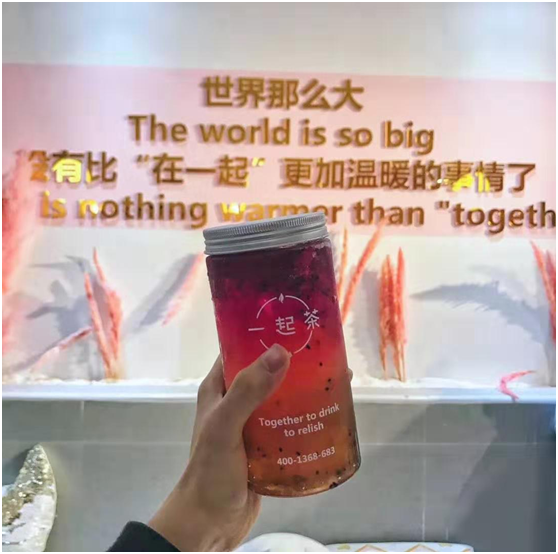 世界那么大
The world is so big
有比“在一起”更加温暖的事情了
is nothing warmer than "togeth
一起茶
Together to drink
to relish
400-1368-683